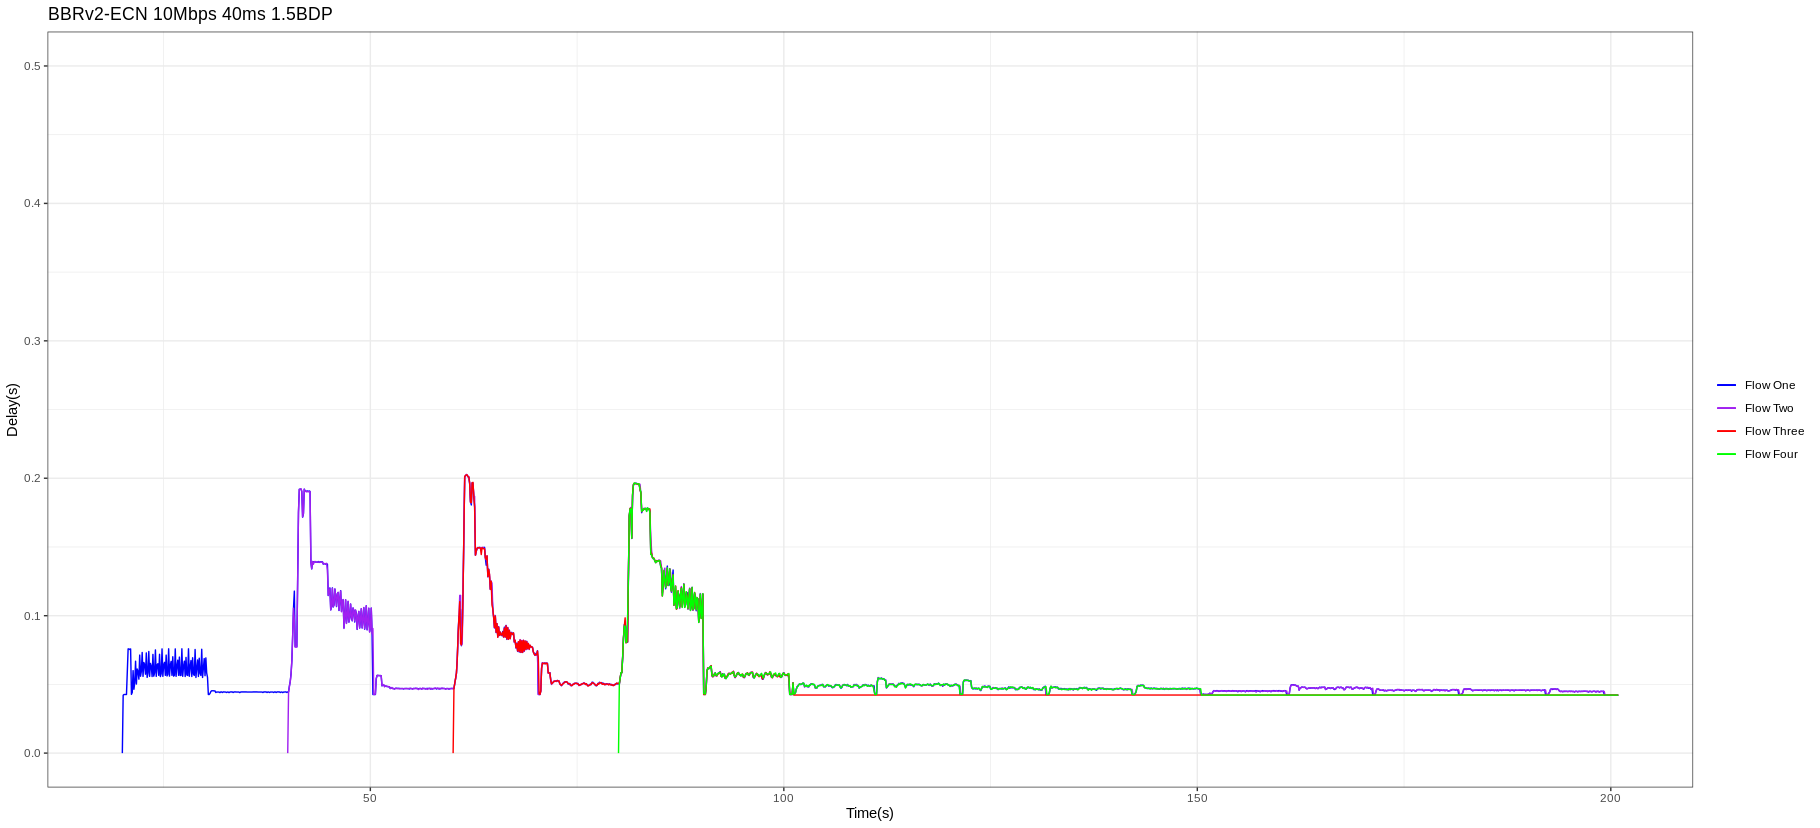 BBRv2-ECN 10Mbps 40ms 1.5BDP
0.5
0.4
0.3
0.2
0.1
0.0
Delay(s)
50
100
150
200
Time(s)
Flow One
Flow Two
Flow Three
Flow Four